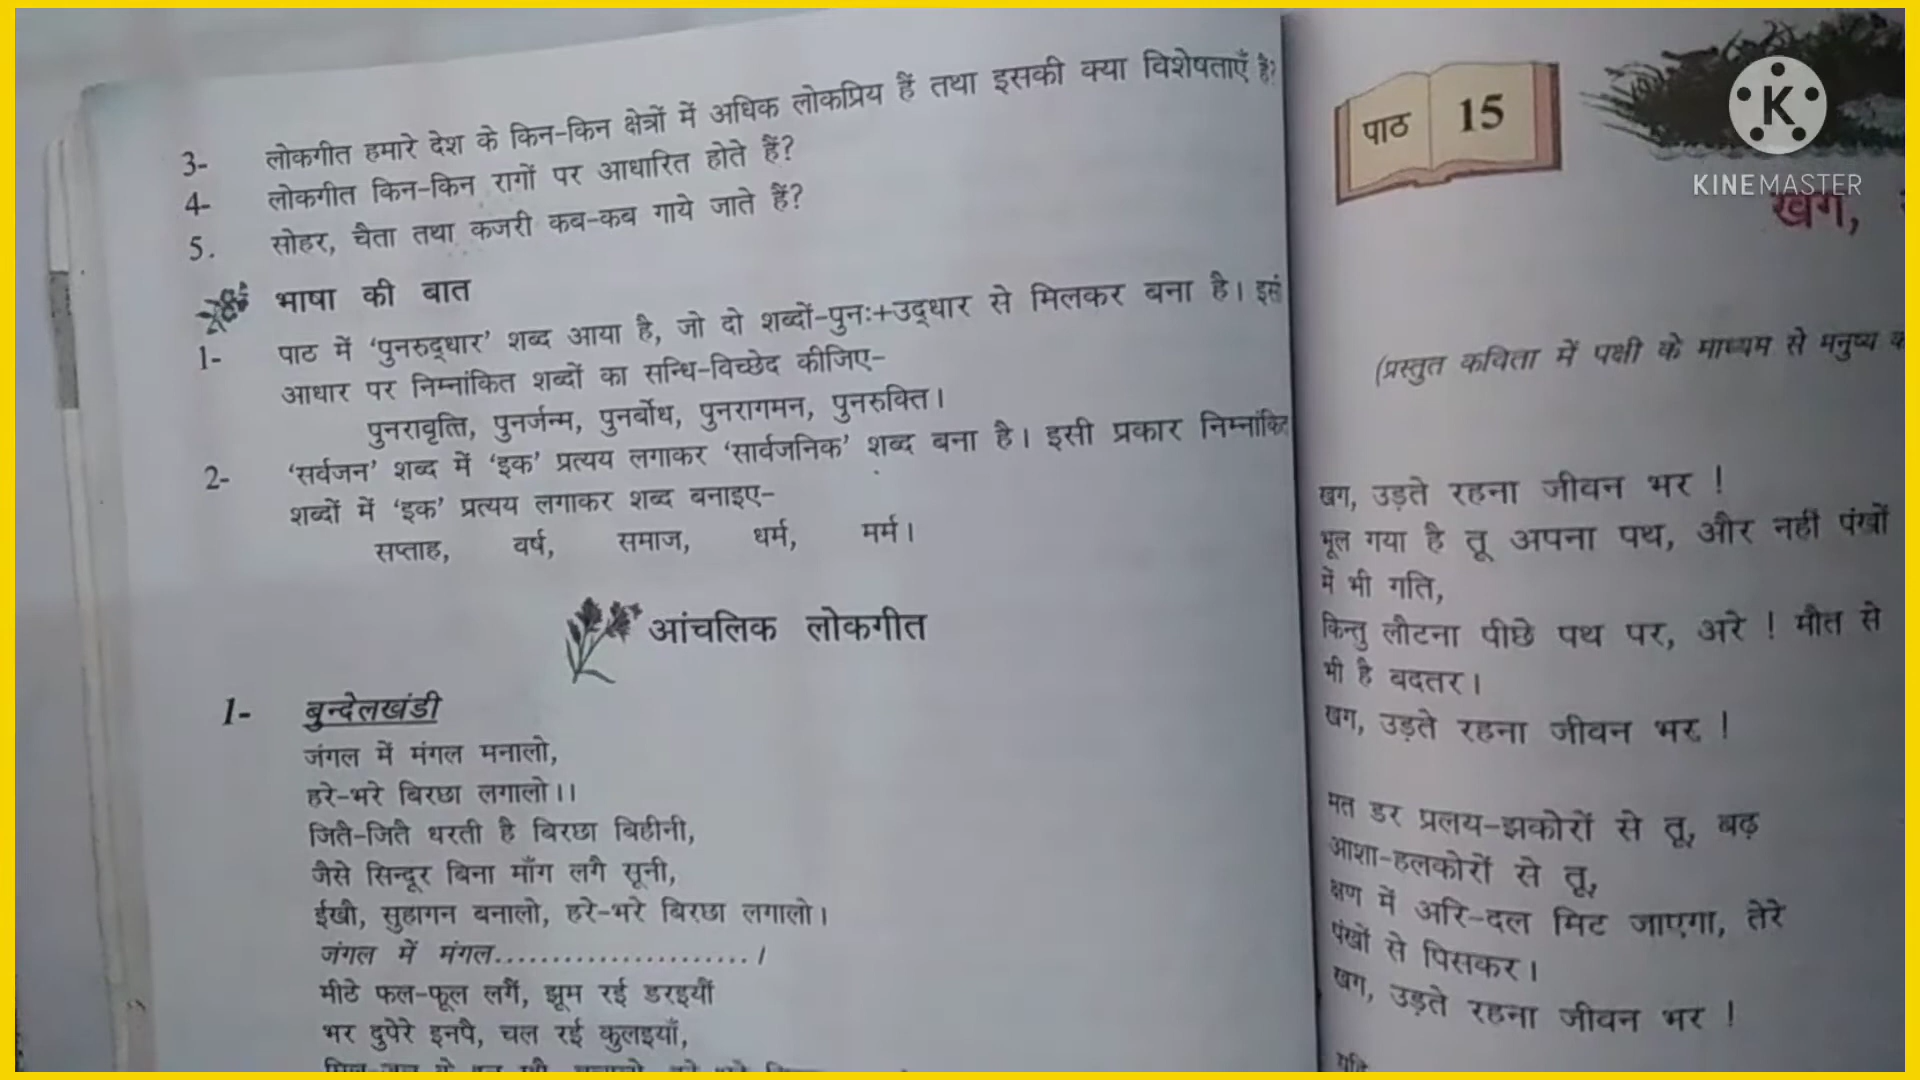 3- लोकगीत हमारे देश के किन-किन क्षेत्रों में अधिक लोकप्रिय हैं तथा इसकी क्या विशेषताएँ हैं?
4- लोकगीत किन-किन रागों पर आधारित होते हैं?
5. सोहर, चैता तथा कजरी कब-कब गाये जाते हैं?
भाषा की बात
1- पाठ में ‘पुनरुद्धार’ शब्द आया है, जो दो शब्दों-पुनः+उद्धार से मिलकर बना है। इसी
आधार पर निम्नांकित शब्दों का सन्धि-विच्छेद कीजिए-
पुनरावृत्ति, पुनर्जन्म, पुनर्बोध, पुनरागमन, पुनरुक्ति।
2- ‘सर्वजन’ शब्द में ‘इक’ प्रत्यय लगाकर ‘सार्वजनिक’ शब्द बना है। इसी प्रकार निम्नांकित
शब्दों में ‘इक’ प्रत्यय लगाकर शब्द बनाइए-
सप्ताह, वर्ष, समाज, धर्म, मर्म।
आंचलिक लोकगीत
1- बुन्देलखंडी
जंगल में मंगल मनालो,
हरे-भरे बिरछा लगालो।।
जितै-जितै धरती है बिरछा बिहीनी,
जैसे सिन्दूर बिना माँग लगै सूनी,
ईखी, सुहागन बनालो, हरे-भरे बिरछा लगालो।
जंगल में मंगल......................।
मीठे फल-फूल लगैं, झूम रई डरइयाँ
भर दुपेरे इनपै, चल रई कुलइयाँ,
पाठ 15
KINEMASTER
खग,
(प्रस्तुत कविता में पक्षी के माध्यम से मनुष्य
खग, उड़ते रहना जीवन भर !
भूल गया है तू अपना पथ, और नहीं पंखों
में भी गति,
किन्तु लौटना पीछे पथ पर, अरे ! मौत से
भी है बदतर।
खग, उड़ते रहना जीवन भर !
मत डर प्रलय-झकोरों से तू, बढ़
आशा-हलकोरों से तू,
क्षण में अरि-दल मिट जाएगा, तेरे
पंखों से पिसकर।
खग, उड़ते रहना जीवन भर !